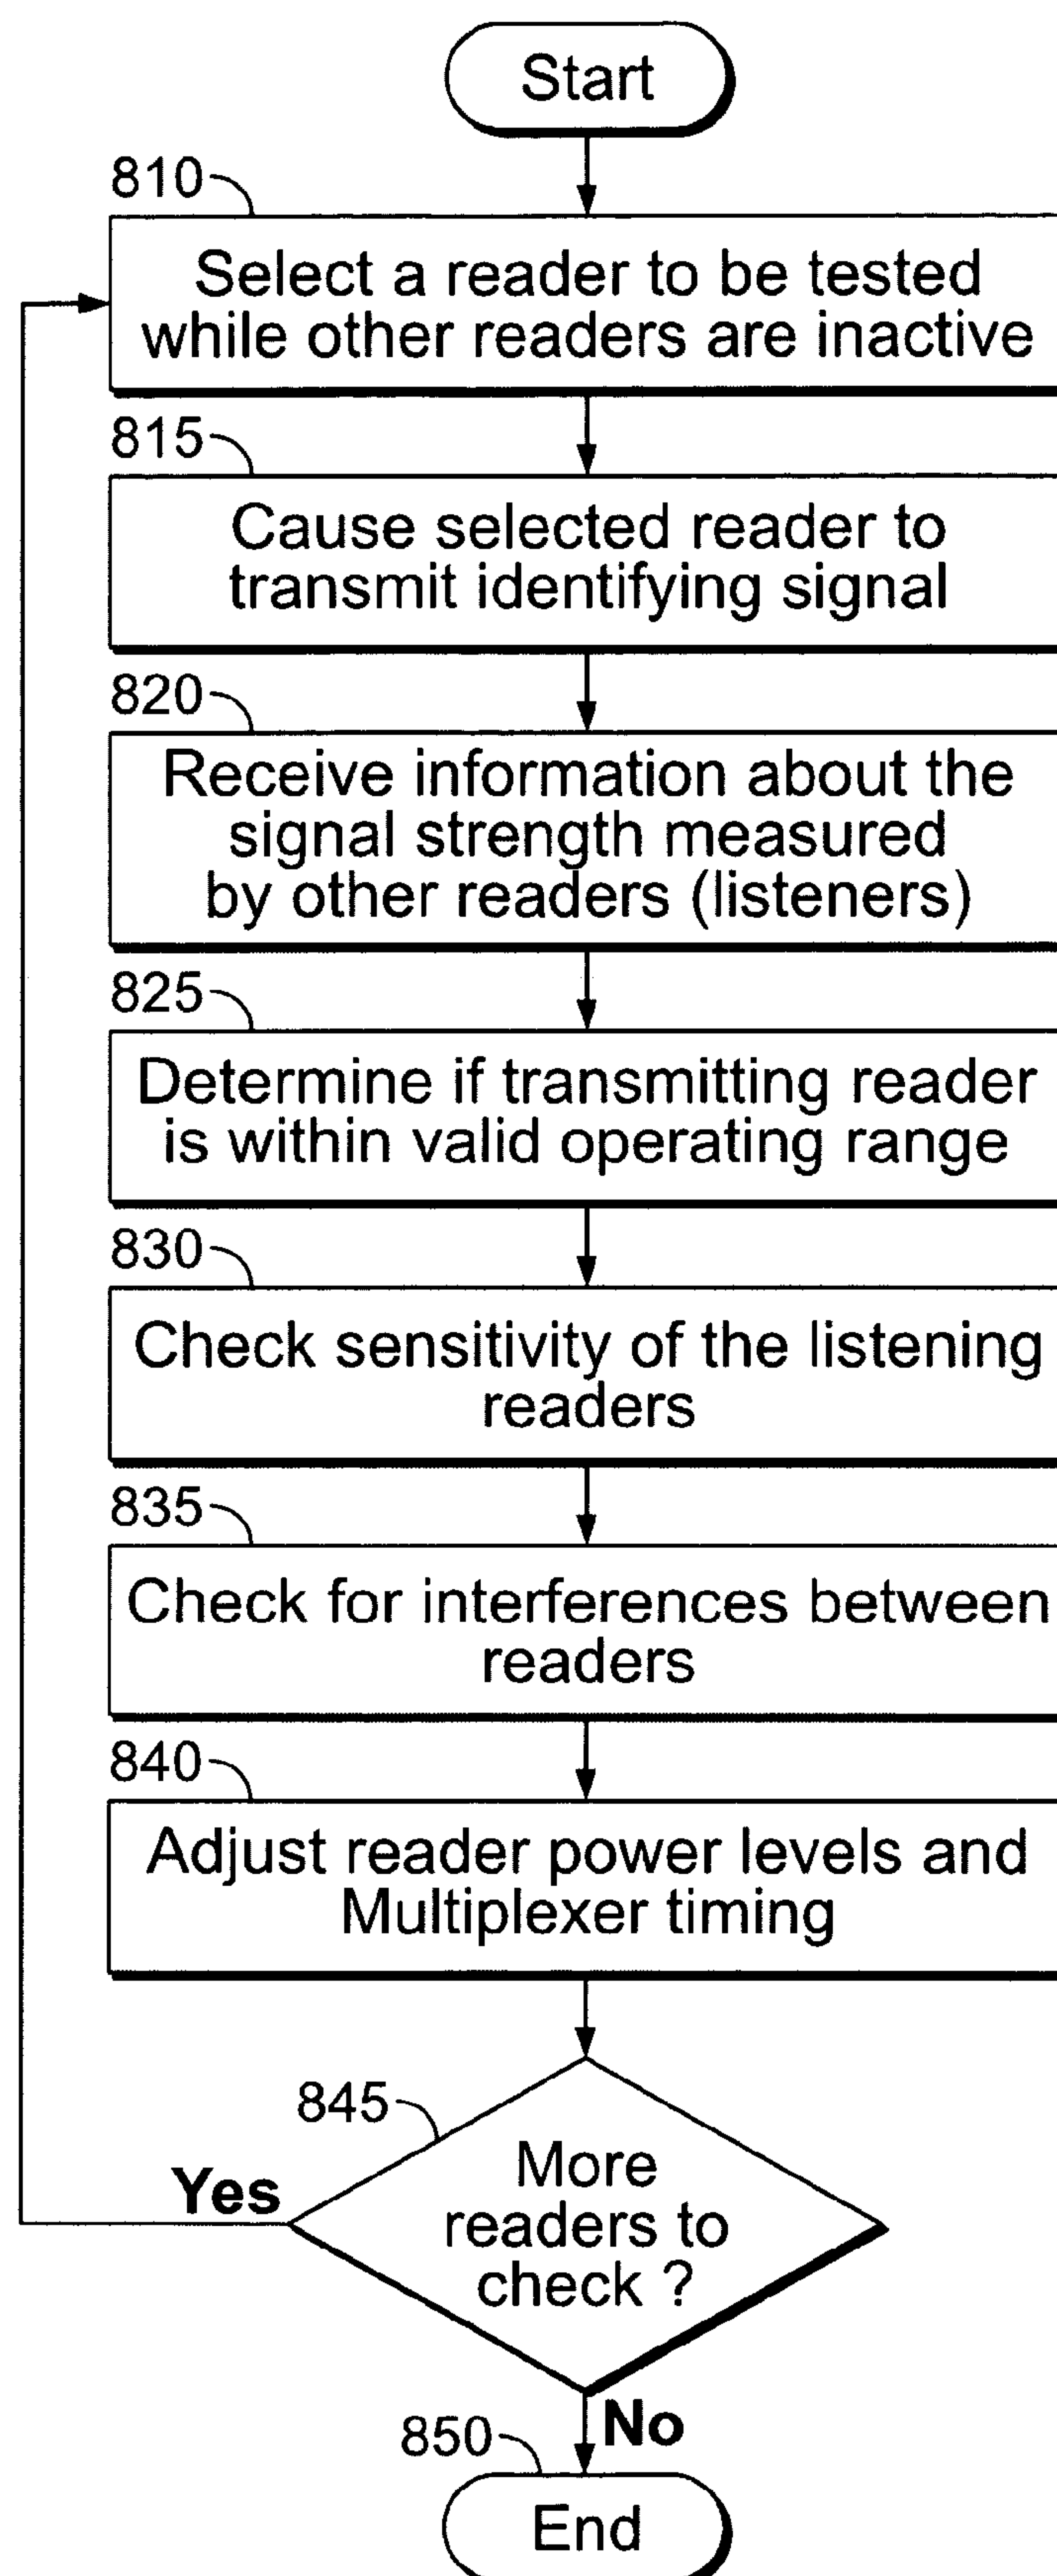 Start
810
Select a reader to be tested
while other readers are inactive
815
Cause selected reader to
transmit identifying signal
820
Receive information about the
signal strength measured
by other readers (listeners)
825
Determine if transmitting reader
is within valid operating range
830
Check sensitivity of the listening
readers
835
Check for interferences between
readers
840
Adjust reader power levels and
Multiplexer timing
845
More
readers to
check ?
Yes
No
850
End